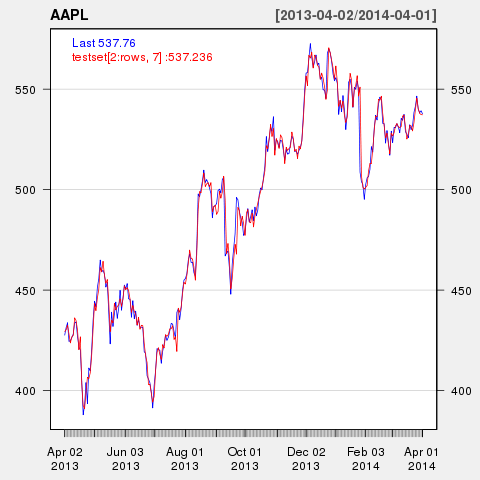 AAPL [2013-04-02/2014-04-01]
Last 537.76
testset[2:rows, 7] :537.236
550 550
500 500
450 450
400 400
Apr 02 Jun 03 Aug 01 Oct 01 Dec 02 Feb 03 Apr 01
2013 2013 2013 2013 2013 2014 2014